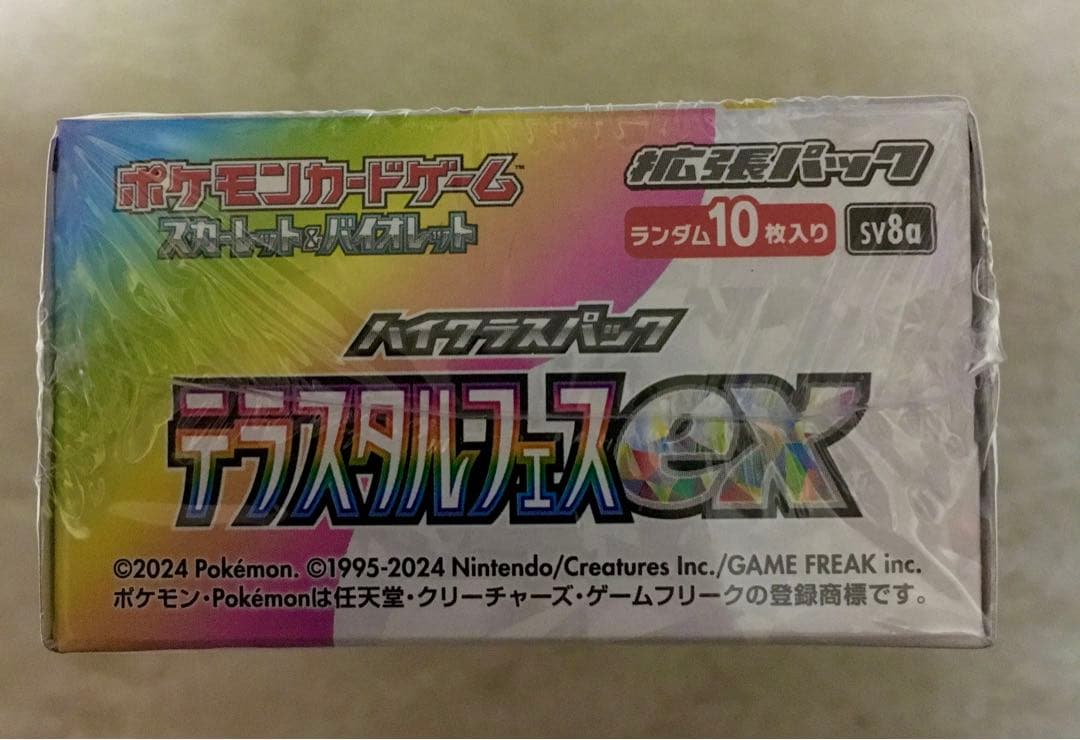 ポケモンカードゲーム™
スカーレット&バイオレット
拡張パック
ランダム10枚入り
SV8a
ハイクラスパック
テラスタルフェスex
©2024 Pokémon. ©1995-2024 Nintendo/Creatures Inc./GAME FREAK inc.
ポケモン・Pokémonは任天堂・クリーチャーズ・ゲームフリークの登録商標です。